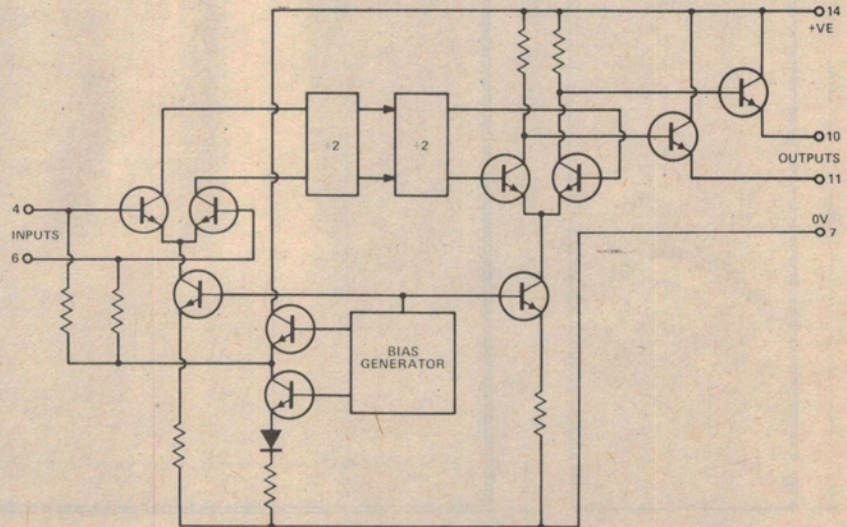 14
+VE
÷2
÷2
10
OUTPUTS
11
4
INPUTS
6
0V
7
BIAS
GENERATOR